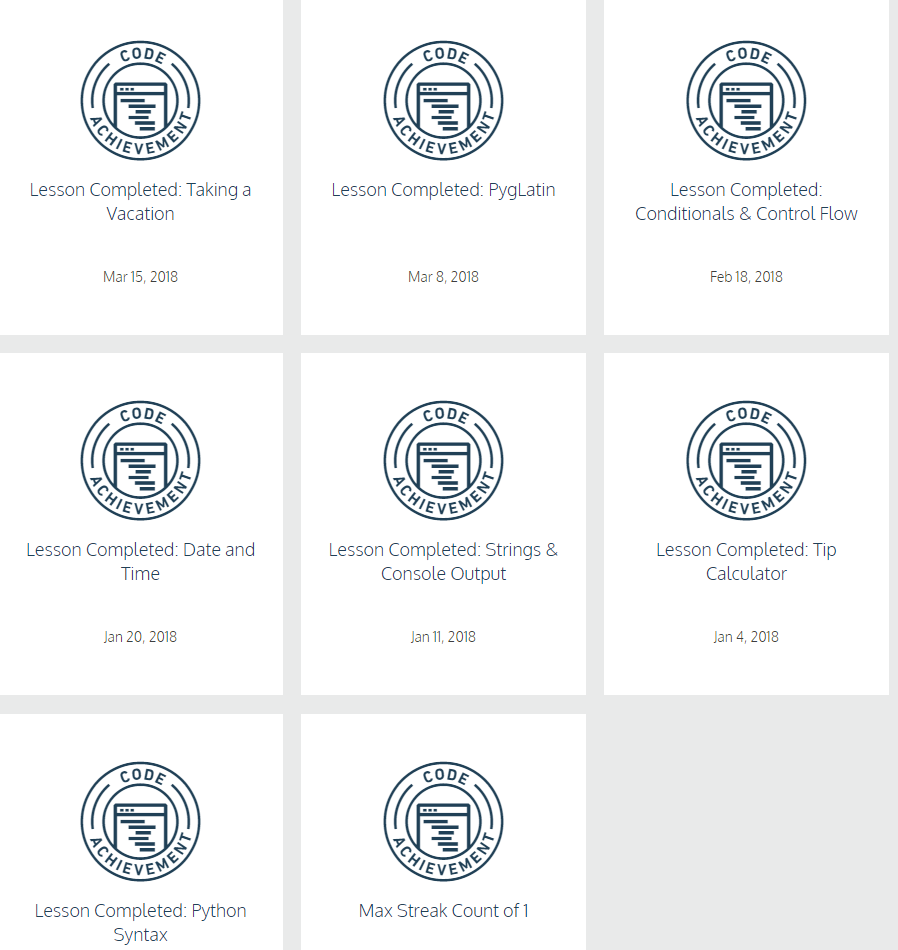 CODE ACHIEVEMENT
Lesson Completed: Taking a
Vacation
Mar 15, 2018
CODE ACHIEVEMENT
Lesson Completed: PygLatin
Mar 8, 2018
CODE ACHIEVEMENT
Lesson Completed:
Conditionals & Control Flow
Feb 18, 2018
CODE ACHIEVEMENT
Lesson Completed: Date and
Time
Jan 20, 2018
CODE ACHIEVEMENT
Lesson Completed: Strings &
Console Output
Jan 11, 2018
CODE ACHIEVEMENT
Lesson Completed: Tip
Calculator
Jan 4, 2018
CODE ACHIEVEMENT
Lesson Completed: Python
Syntax
CODE ACHIEVEMENT
Max Streak Count of 1